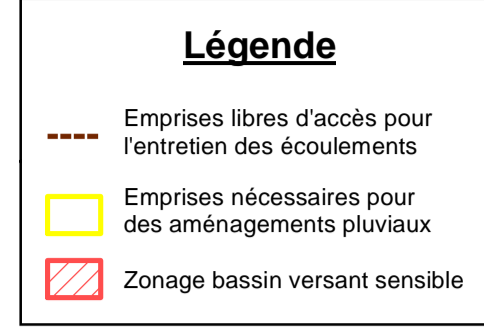 Légende
Emprises libres d'accès pour
l'entretien des écoulements
Emprises nécessaires pour
des aménagements pluviaux
Zonage bassin versant sensible